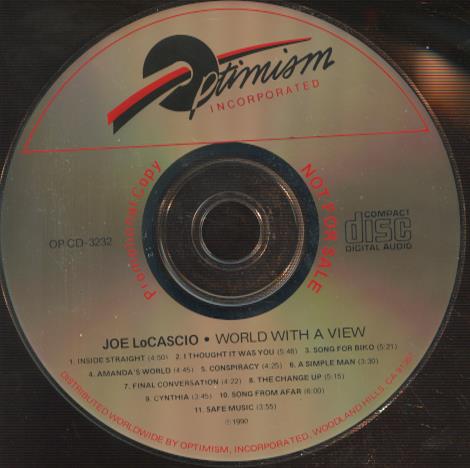 Optimism
INCORPORATED
Promotional Copy
NOT FOR SALE
OP CD-3232
COMPACT
disc
DIGITAL AUDIO
JOE LoCASCIO • WORLD WITH A VIEW
1. INSIDE STRAIGHT (4:50) 2. I THOUGHT IT WAS YOU (5:48) 3. SONG FOR BIKO (5:21)
4. AMANDA'S WORLD (4:45) 5. CONSPIRACY (4:25) 6. A SIMPLE MAN (3:30)
7. FINAL CONVERSATION (4:22) 8. THE CHANGE UP (5:15)
9. CYNTHIA (3:45) 10. SONG FROM AFAR (6:00)
11. SAFE MUSIC (3:55)
℗1990
DISTRIBUTED WORLDWIDE BY OPTIMISM, INCORPORATED, WOODLAND HILLS, CA 91367